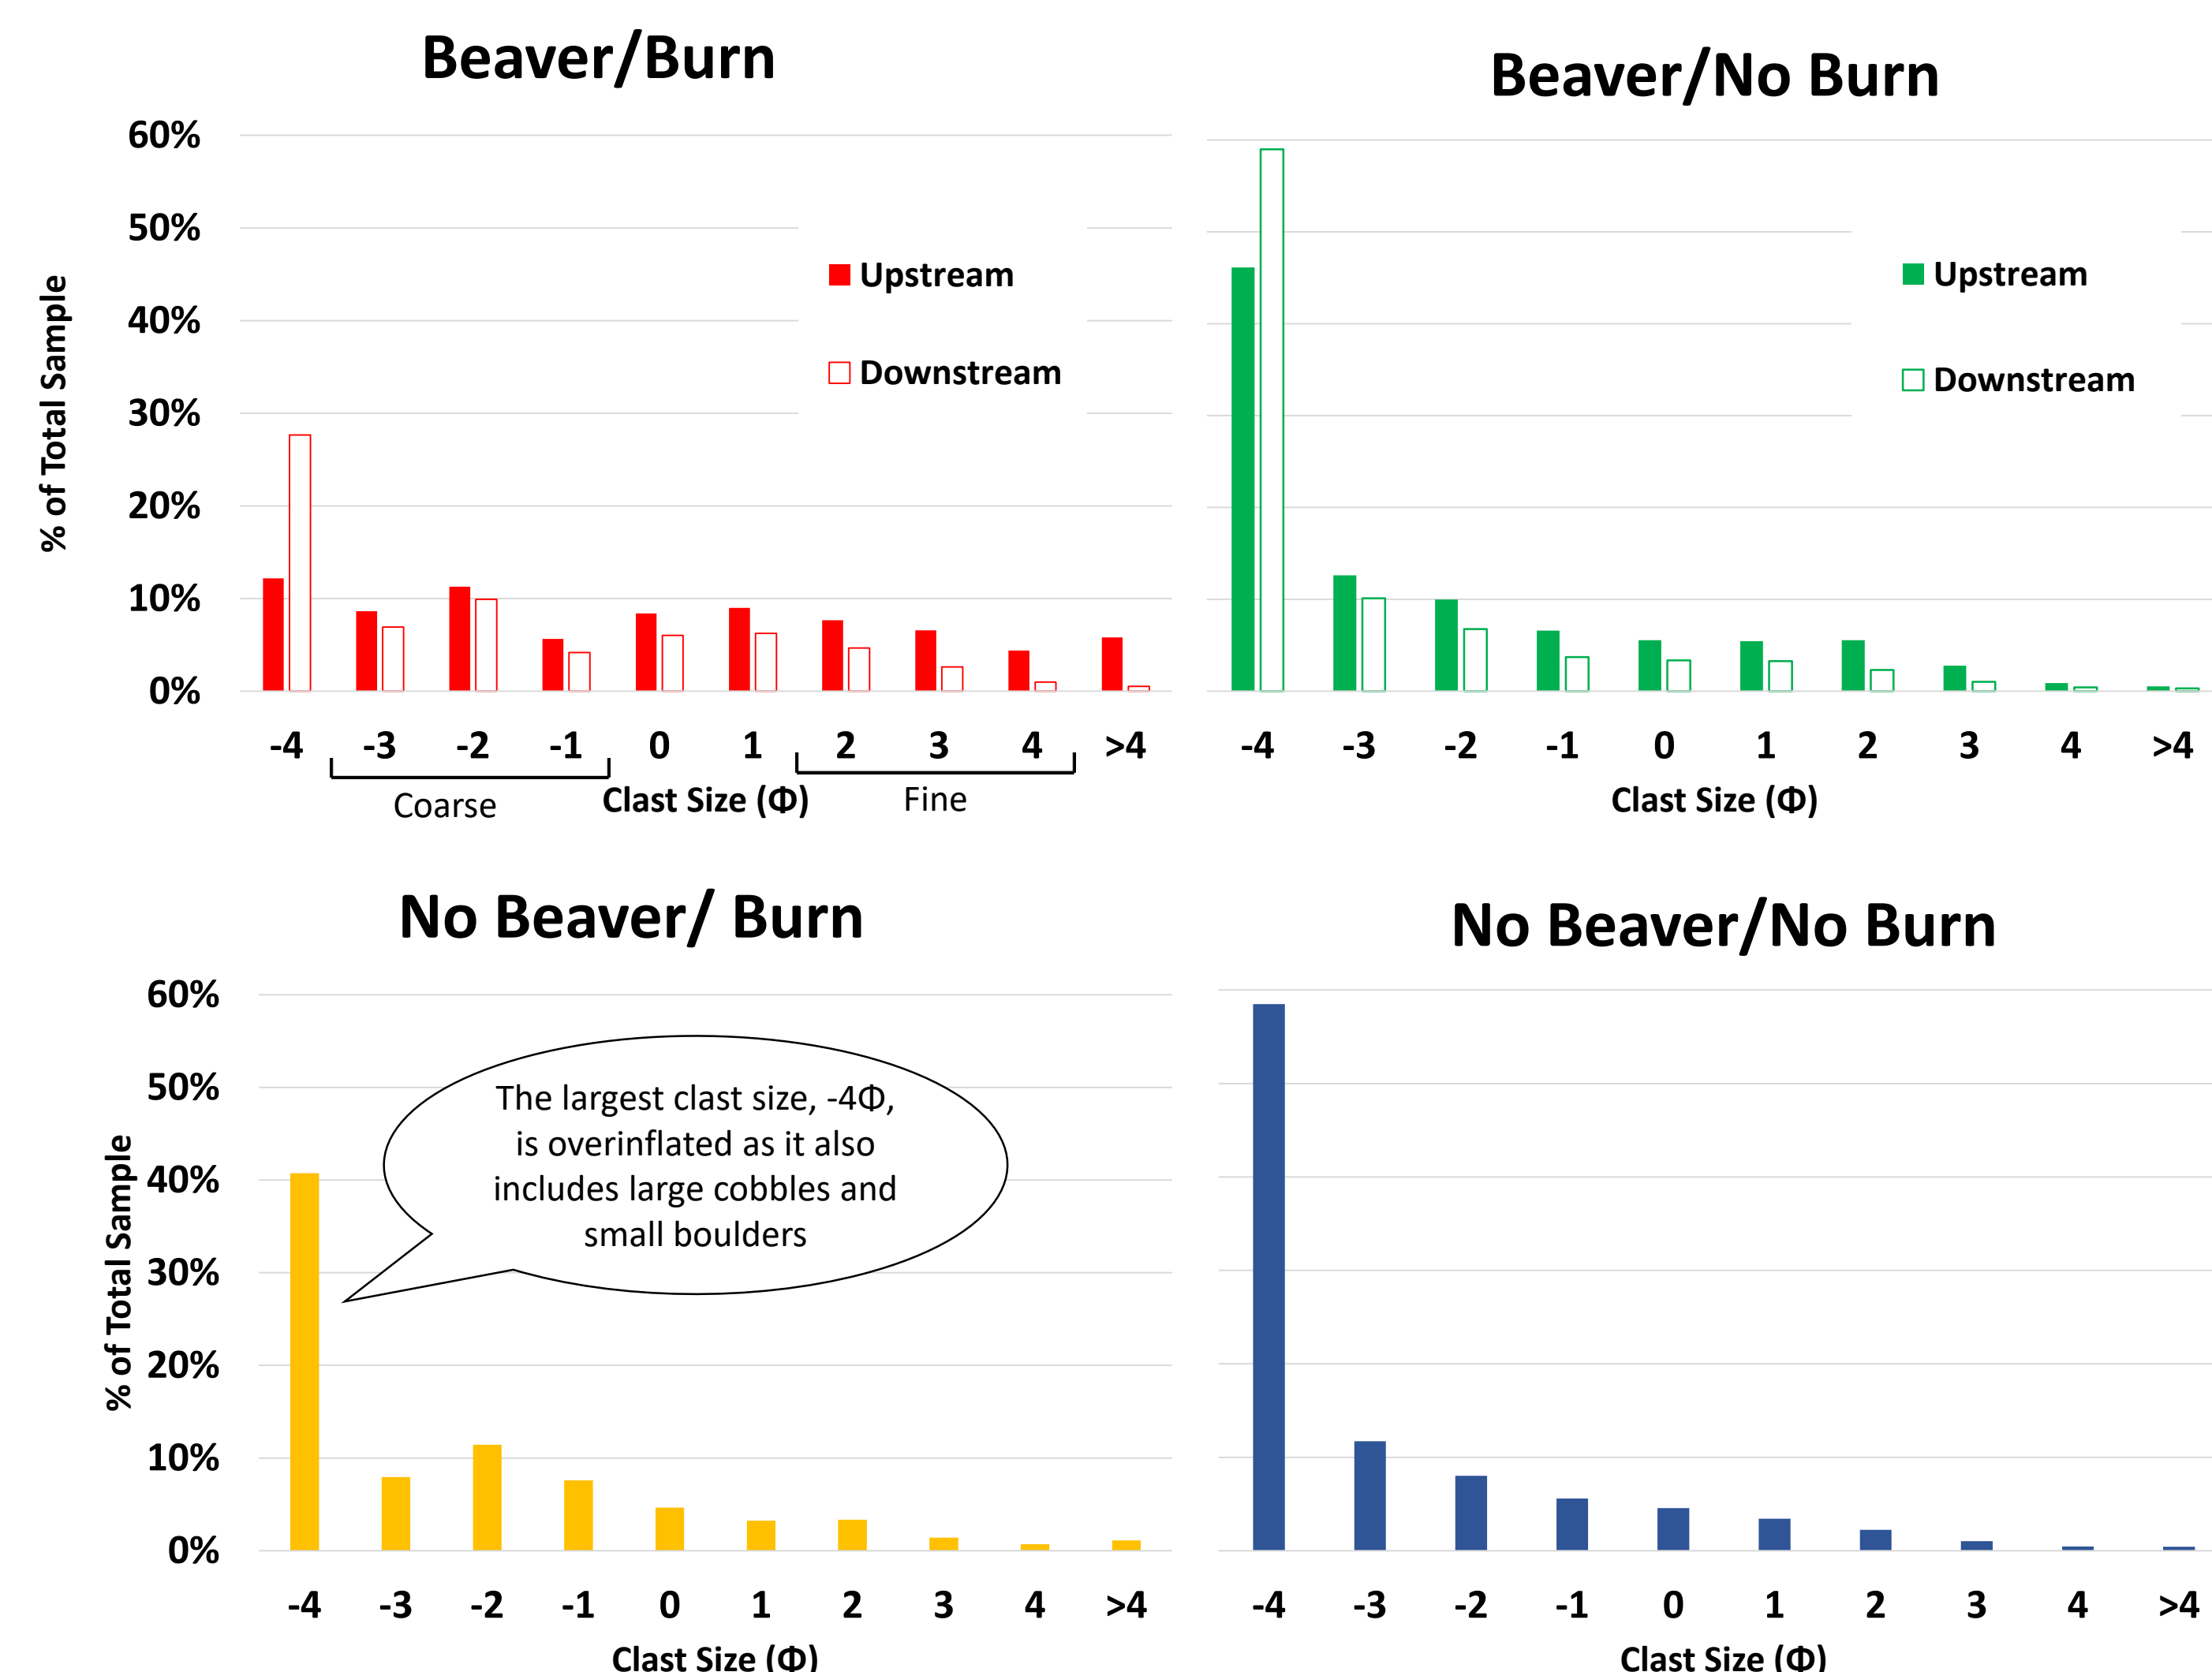 Beaver/Burn
60%
50%
40%
30%
20%
10%
0%
% of Total Sample
Upstream
Downstream
-4 -3 -2 -1 0 1 2 3 4 >4
Coarse
Clast Size (Φ)
Fine
Beaver/No Burn
Upstream
Downstream
-4 -3 -2 -1 0 1 2 3 4 >4
Clast Size (Φ)
No Beaver/ Burn
60%
50%
40%
30%
20%
10%
0%
% of Total Sample
The largest clast size, -4Φ,
is overinflated as it also
includes large cobbles and
small boulders
-4 -3 -2 -1 0 1 2 3 4 >4
Clast Size (Φ)
No Beaver/No Burn
-4 -3 -2 -1 0 1 2 3 4 >4
Clast Size (Φ)